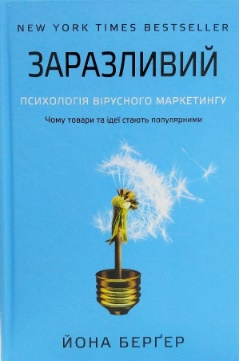 NEW YORK TIMES BESTSELLER
ЗАРАЗЛИВИЙ
ПСИХОЛОГІЯ ВІРУСНОГО МАРКЕТИНГУ
Чому товари та ідеї стають популярними
ЙОНА БЕРҐЕР